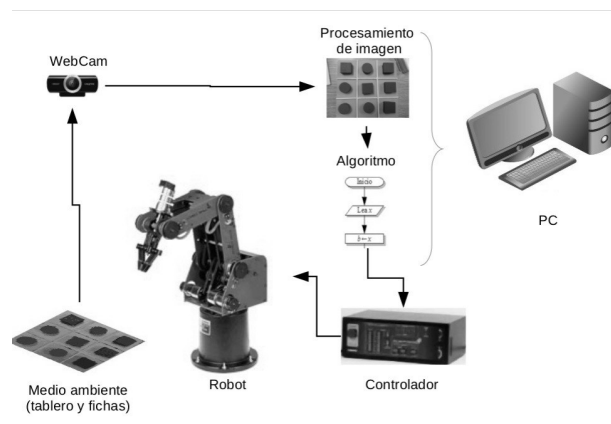 Procesamiento
de imagen
WebCam
Algoritmo
Inicio
Lea x
PC
Medio ambiente
(tablero y fichas)
Robot
Controlador